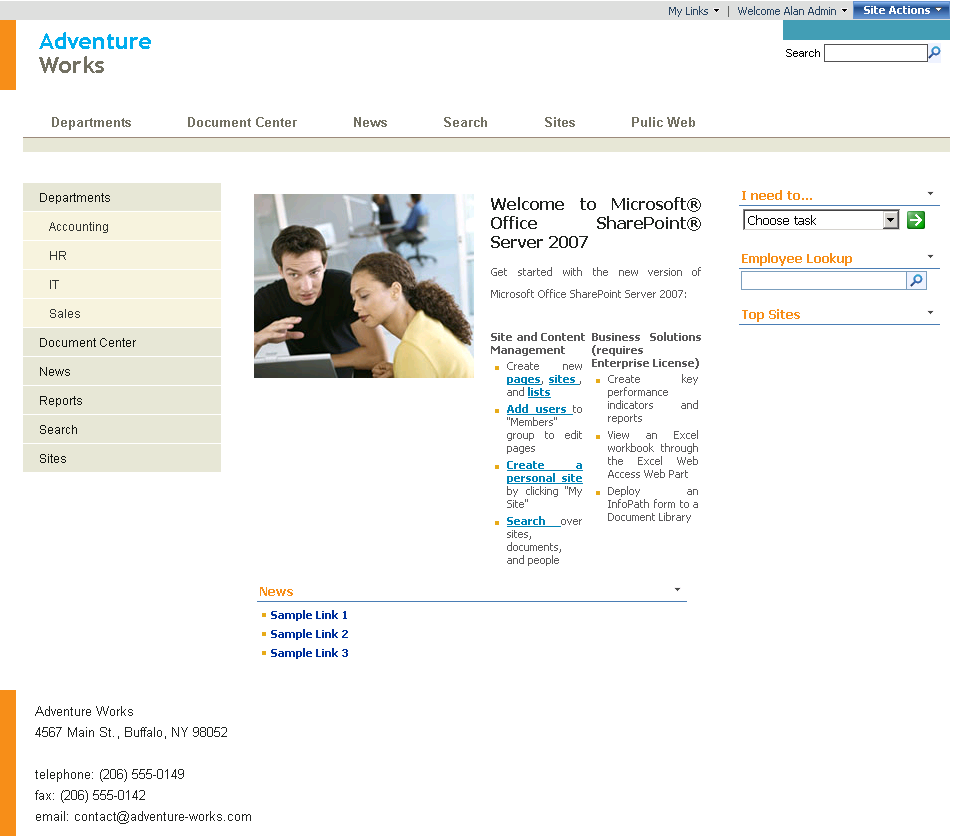 My Links | Welcome Alan Admin Site Actions
Adventure
Works
Search
Departments Document Center News Search Sites Pulic Web
Departments
Accounting
HR
IT
Sales
Document Center
News
Reports
Search
Sites
Welcome to Microsoft®
Office SharePoint®
Server 2007
Get started with the new version of
Microsoft Office SharePoint Server 2007:
Site and Content
Management
Create new
pages, sites ,
and lists
Add users to
"Members"
group to edit
pages
Create a
personal site
by clicking "My
Site"
Search over
sites,
documents,
and people
Business Solutions
(requires
Enterprise License)
Create key
performance
indicators and
reports
View an Excel
workbook through
the Excel Web
Access Web Part
Deploy an
InfoPath form to a
Document Library
I need to...
Choose task
Employee Lookup
Top Sites
News
Sample Link 1
Sample Link 2
Sample Link 3
Adventure Works
4567 Main St., Buffalo, NY 98052
telephone: (206) 555-0149
fax: (206) 555-0142
email: contact@adventure-works.com